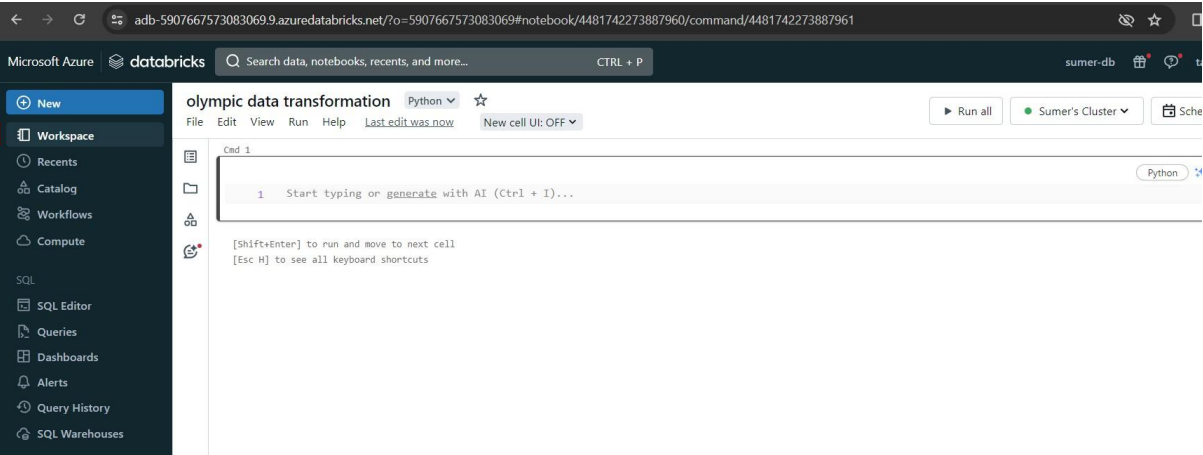 adb-5907667573083069.9.azuredatabricks.net/?o=5907667573083069#notebook/4481742273887960/command/4481742273887961
Microsoft Azure databricks Search data, notebooks, recents, and more... CTRL + P sumer-db
New
Workspace
Recents
Catalog
Workflows
Compute
SQL
SQL Editor
Queries
Dashboards
Alerts
Query History
SQL Warehouses
olympic data transformation Python
File Edit View Run Help Last edit was now New cell UI: OFF
Run all Sumer's Cluster Sche
Cmd 1
Python
1 Start typing or generate with AI (Ctrl + I)...
[Shift+Enter] to run and move to next cell
[Esc H] to see all keyboard shortcuts